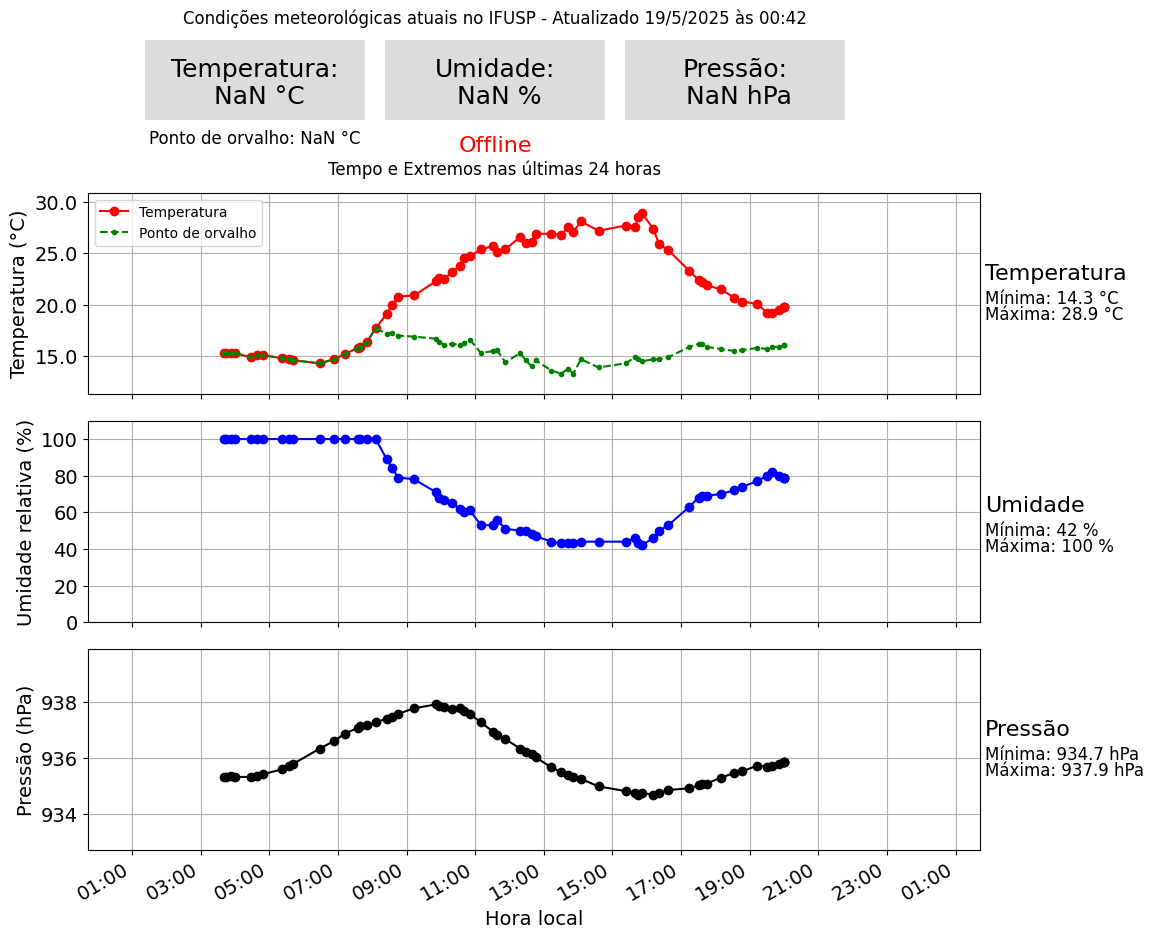 Condições meteorológicas atuais no IFUSP - Atualizado 19/5/2025 às 00:42
Temperatura:
NaN °C
Umidade:
NaN %
Pressão:
NaN hPa
Ponto de orvalho: NaN °C
Offline
Tempo e Extremos nas últimas 24 horas
Temperatura (°C)
30.0
25.0
20.0
15.0
Temperatura
Ponto de orvalho
Temperatura
Mínima: 14.3 °C
Máxima: 28.9 °C
Umidade relativa (%)
100
80
60
40
20
0
Umidade
Mínima: 42 %
Máxima: 100 %
Pressão (hPa)
938
936
934
Pressão
Mínima: 934.7 hPa
Máxima: 937.9 hPa
01:00
03:00
05:00
07:00
09:00
11:00
13:00
15:00
17:00
19:00
21:00
23:00
01:00
Hora local